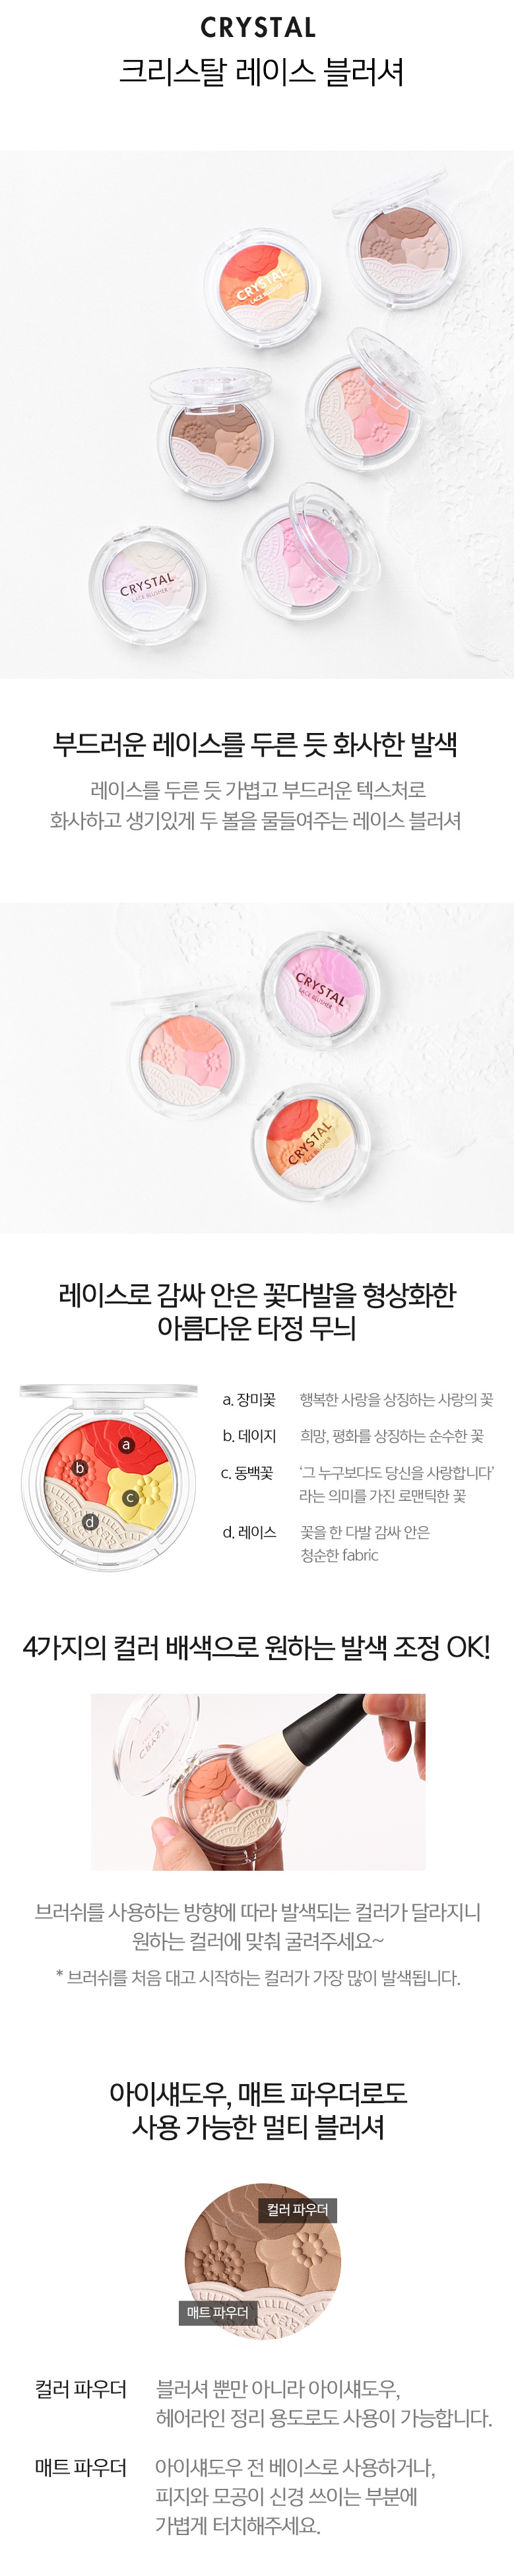 CRYSTAL
크리스탈 레이스 블러셔
CRYSTAL
LACE BLUSHER
CRYSTAL
LACE BLUSHER
부드러운 레이스를 두른 듯 화사한 발색
레이스를 두른 듯 가볍고 부드러운 텍스처로
화사하고 생기있게 두 볼을 물들여주는 레이스 블러셔
CRYSTAL
LACE BLUSHER
CRYSTAL
LACE BLUSHER
레이스로 감싸 안은 꽃다발을 형상화한
아름다운 타정 무늬
a
b
c
d
a. 장미꽃 행복한 사랑을 상징하는 사랑의 꽃
b. 데이지 희망, 평화를 상징하는 순수한 꽃
c. 동백꽃 ‘그 누구보다도 당신을 사랑합니다’
라는 의미를 가진 로맨틱한 꽃
d. 레이스 꽃을 한 다발 감싸 안은
청순한 fabric
4가지의 컬러 배색으로 원하는 발색 조정 OK!
브러쉬를 사용하는 방향에 따라 발색되는 컬러가 달라지니
원하는 컬러에 맞춰 굴려주세요~
* 브러쉬를 처음 대고 시작하는 컬러가 가장 많이 발색됩니다.
아이섀도우, 매트 파우더로도
사용 가능한 멀티 블러셔
컬러 파우더
매트 파우더
컬러 파우더 블러셔 뿐만 아니라 아이섀도우,
헤어라인 정리 용도로도 사용이 가능합니다.
매트 파우더 아이섀도우 전 베이스로 사용하거나,
피지와 모공이 신경 쓰이는 부분에
가볍게 터치해주세요.